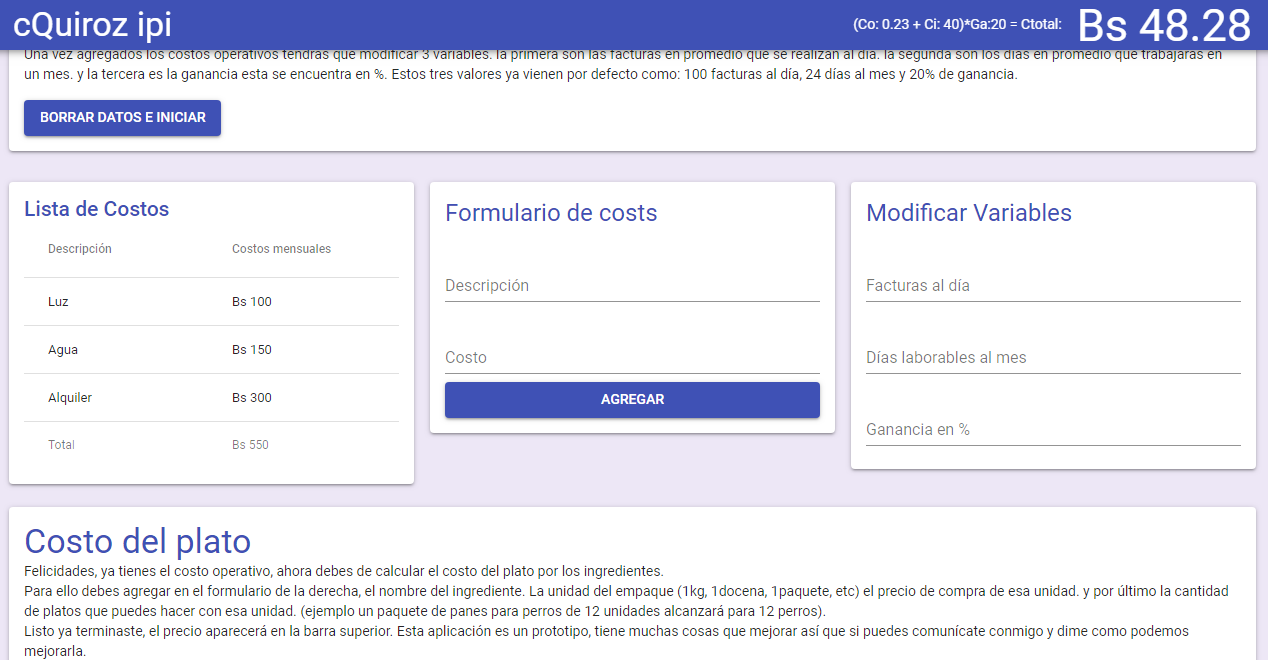 cQuiroz ipi
(Co: 0.23 + Ci: 40)*Ga:20 = Ctotal: Bs 48.28
Una vez agregados los costos operativos tendras que modificar 3 variables. la primera son las facturas en promedio que se realizan al día. la segunda son los días en promedio que trabajaras en
un mes. y la tercera es la ganancia esta se encuentra en %. Estos tres valores ya vienen por defecto como: 100 facturas al día, 24 días al mes y 20% de ganancia.
BORRAR DATOS E INICIAR
Lista de Costos
Descripción Costos mensuales
Luz Bs 100
Agua Bs 150
Alquiler Bs 300
Total Bs 550
Formulario de costs
Descripción
Costo
AGREGAR
Modificar Variables
Facturas al día
Días laborables al mes
Ganancia en %
Costo del plato
Felicidades, ya tienes el costo operativo, ahora debes de calcular el costo del plato por los ingredientes.
Para ello debes agregar en el formulario de la derecha, el nombre del ingrediente. La unidad del empaque (1kg, 1docena, 1paquete, etc) el precio de compra de esa unidad. y por último la cantidad
de platos que puedes hacer con esa unidad. (ejemplo un paquete de panes para perros de 12 unidades alcanzará para 12 perros).
Listo ya terminaste, el precio aparecerá en la barra superior. Esta aplicación es un prototipo, tiene muchas cosas que mejorar así que si puedes comunícate conmigo y dime como podemos
mejorarla.